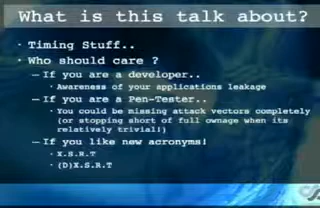 What is this talk about?
• Timing Stuff..
• Who should care ?
– If you are a developer..
• Awareness of your applications leakage
– If you are a Pen-Tester..
• You could be missing attack vectors completely
(or stopping short of full ownage when its
relatively trivial!)
– If you like new acronyms!
• X.S.R.T
• (D)X.S.R.T